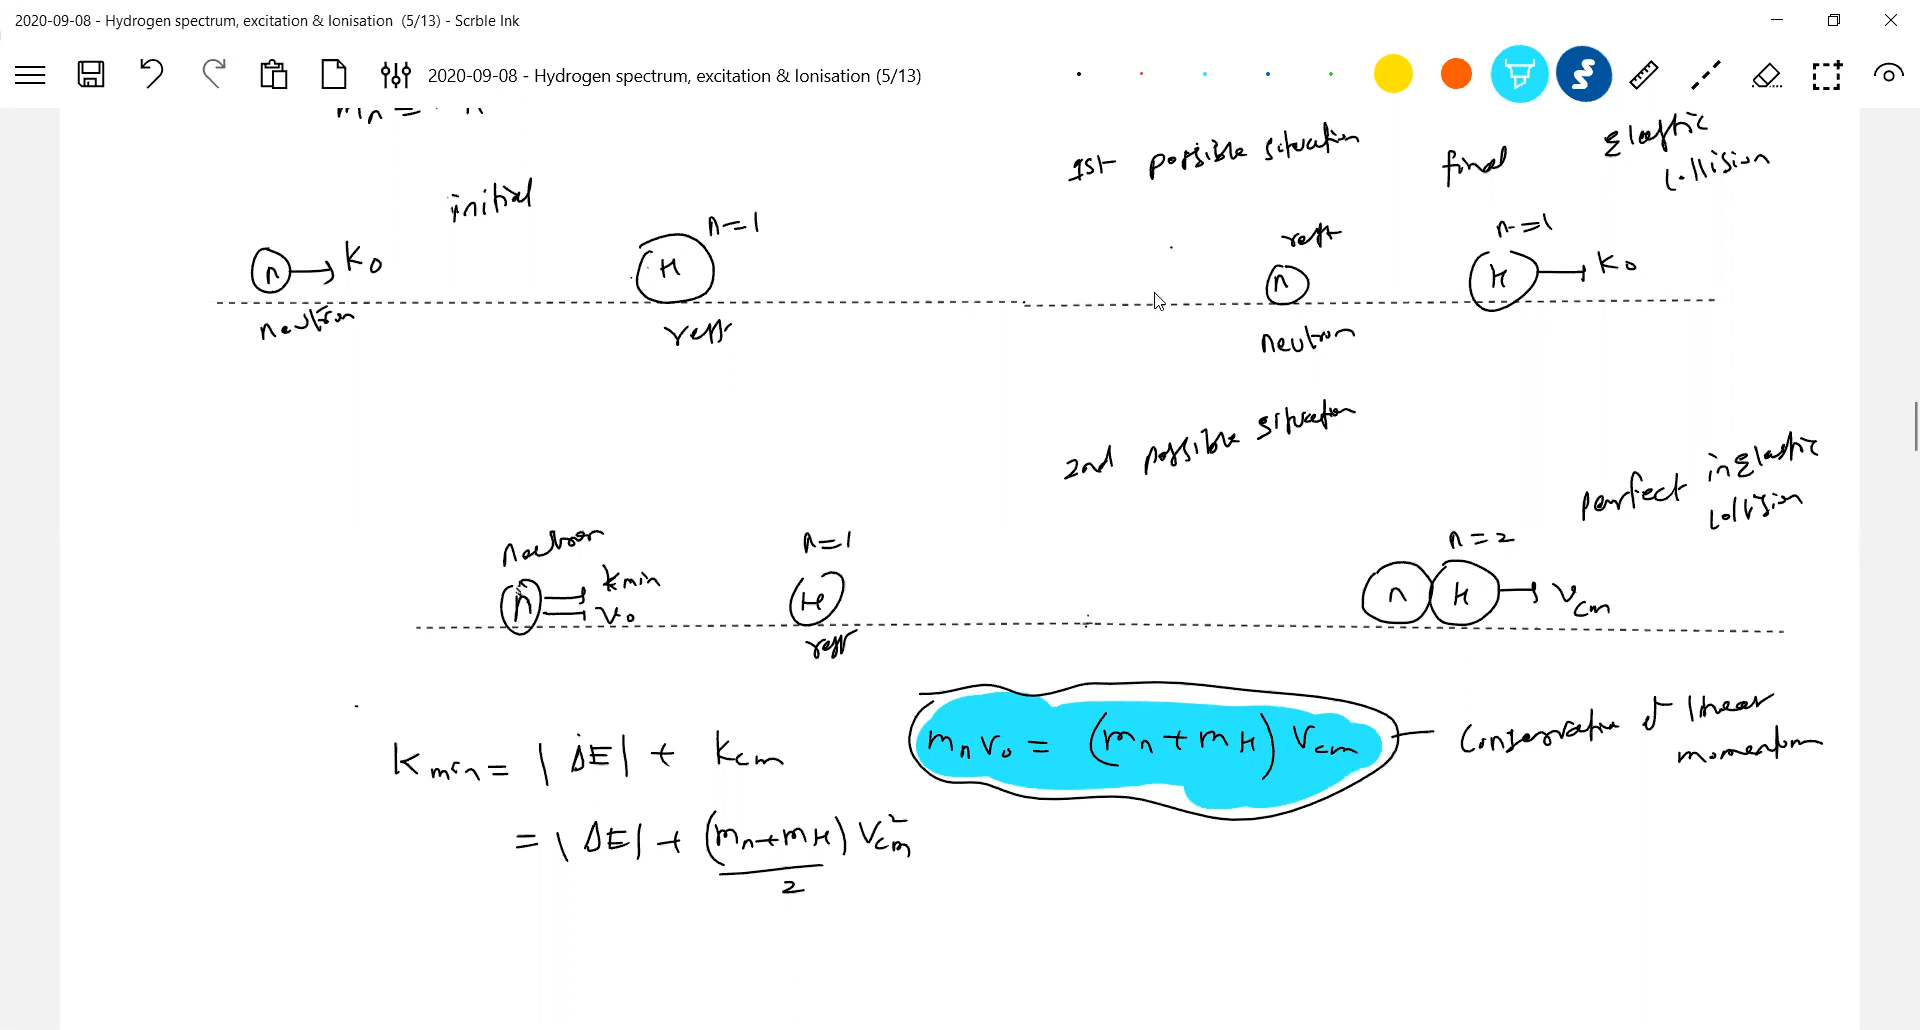 2020-09-08 - Hydrogen spectrum, excitation & Ionisation (5/13) - Scrble Ink
2020-09-08 - Hydrogen spectrum, excitation & Ionisation (5/13)
initial
1st possible situation final Elastic collision
n → K₀
neutron
H n=1
rest
rest
n
neutron
n=1
H → K₀
2nd possible situation
perfect inElastic collision
neutron
n → Kmin
→ V₀
n=1
H
rest
n=2
n H → Vcm
Kmin = |ΔE| + Kcm
= |ΔE| + (mn+mH)/2 Vcm²
mn V₀ = (mn + mH) Vcm
Conservation of linear momentum